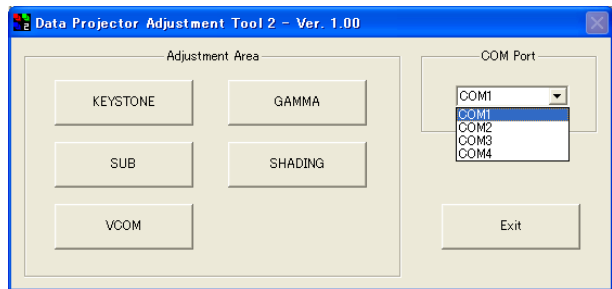 Data Projector Adjustment Tool 2 - Ver. 1.00
Adjustment Area
COM Port
KEYSTONE
GAMMA
COM1
COM1
COM2
COM3
COM4
SUB
SHADING
VCOM
Exit